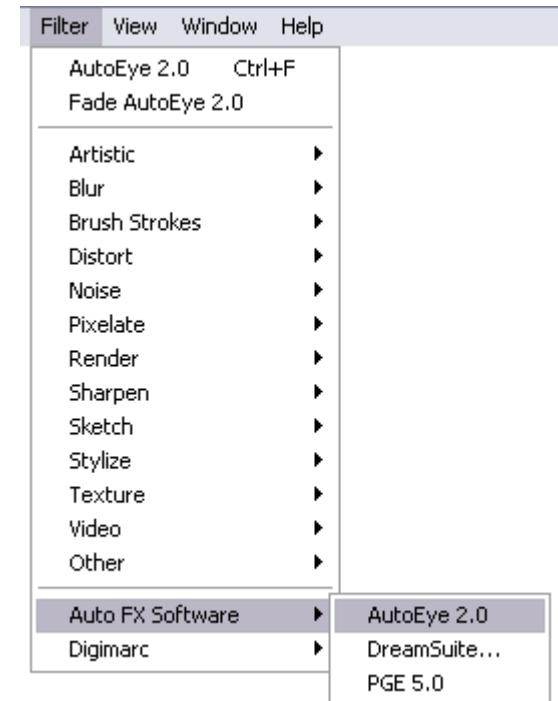 Filter View Window Help
AutoEye 2.0 Ctrl+F
Fade AutoEye 2.0
Artistic
Blur
Brush Strokes
Distort
Noise
Pixelate
Render
Sharpen
Sketch
Stylize
Texture
Video
Other
Auto FX Software
Digimarc
AutoEye 2.0
DreamSuite...
PGE 5.0